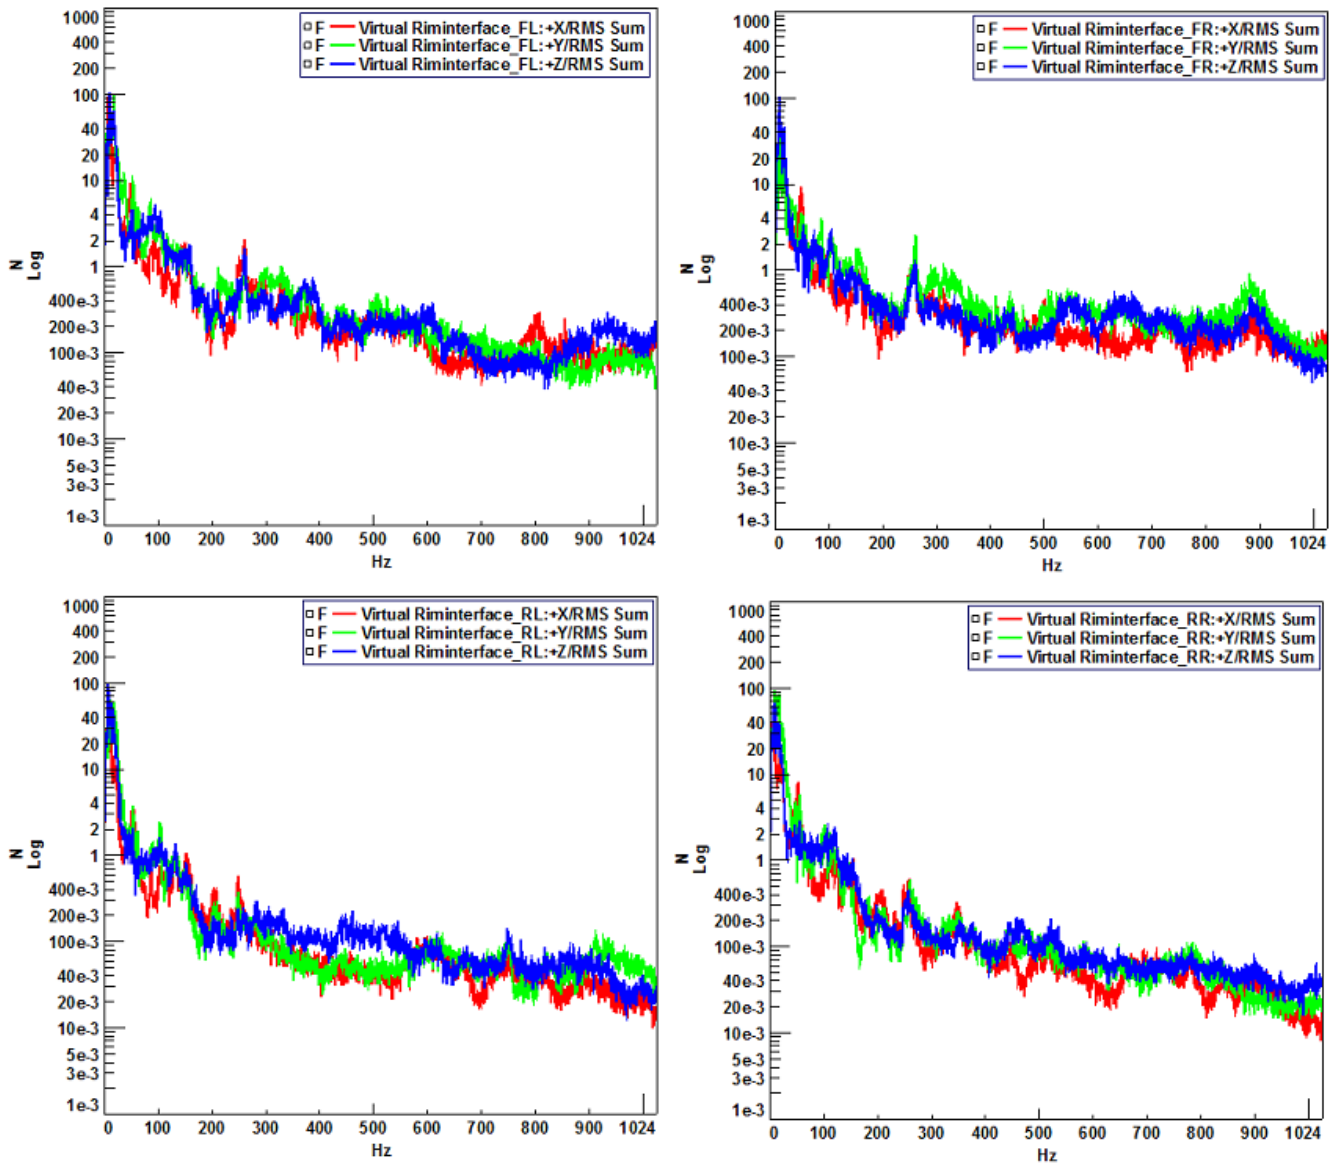 F Virtual Riminterface_FL:+X/RMS Sum
F Virtual Riminterface_FL:+Y/RMS Sum
F Virtual Riminterface_FL:+Z/RMS Sum
1000
400
200
100
40
20
10
4
2
1
400e-3
200e-3
100e-3
40e-3
20e-3
10e-3
5e-3
3e-3
1e-3
N
Log
0 100 200 300 400 500 600 700 800 900 1024
Hz
F Virtual Riminterface_FR:+X/RMS Sum
F Virtual Riminterface_FR:+Y/RMS Sum
F Virtual Riminterface_FR:+Z/RMS Sum
1000
400
200
100
40
20
10
4
2
1
400e-3
200e-3
100e-3
40e-3
20e-3
10e-3
5e-3
3e-3
1e-3
N
Log
0 100 200 300 400 500 600 700 800 900 1024
Hz
F Virtual Riminterface_RL:+X/RMS Sum
F Virtual Riminterface_RL:+Y/RMS Sum
F Virtual Riminterface_RL:+Z/RMS Sum
1000
400
200
100
40
20
10
4
2
1
400e-3
200e-3
100e-3
40e-3
20e-3
10e-3
5e-3
3e-3
1e-3
N
Log
0 100 200 300 400 500 600 700 800 900 1024
Hz
F Virtual Riminterface_RR:+X/RMS Sum
F Virtual Riminterface_RR:+Y/RMS Sum
F Virtual Riminterface_RR:+Z/RMS Sum
1000
400
200
100
40
20
10
4
2
1
400e-3
200e-3
100e-3
40e-3
20e-3
10e-3
5e-3
3e-3
1e-3
N
Log
0 100 200 300 400 500 600 700 800 900 1024
Hz